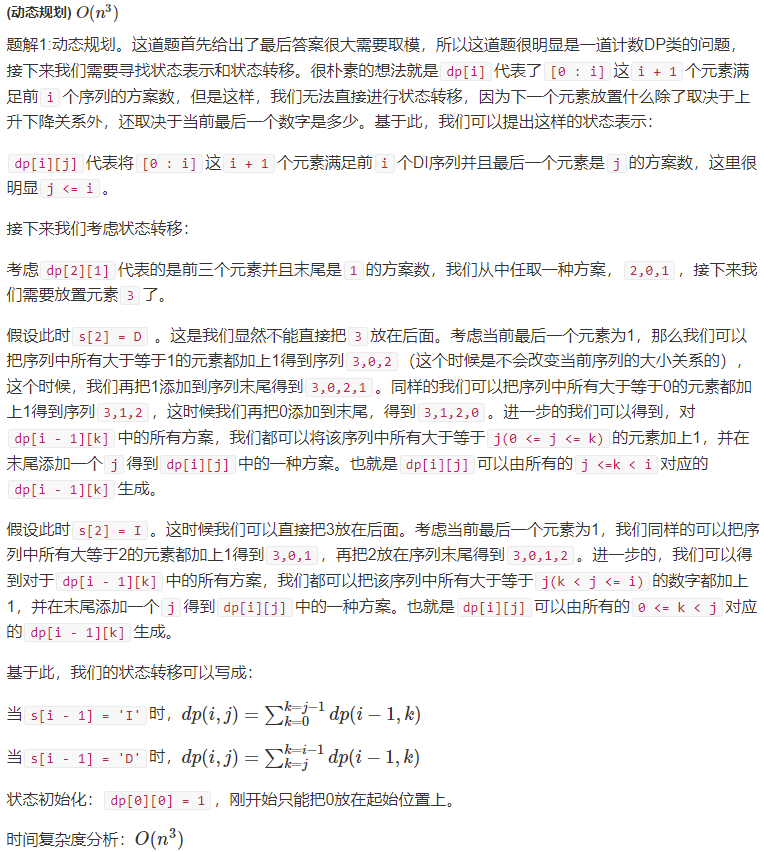 (动态规划) O(n³)
题解1:动态规划。这道题首先给出了最后答案很大需要取模，所以这道题很明显是一道计数DP类的问题，
接下来我们需要寻找状态表示和状态转移。很朴素的想法就是 dp[i] 代表了 [0 : i] 这 i + 1 个元素满
足前 i 个序列的方案数，但是这样，我们无法直接进行状态转移，因为下一个元素放置什么除了取决于上
升下降关系外，还取决于当前最后一个数字是多少。基于此，我们可以提出这样的状态表示：
dp[i][j] 代表将 [0 : i] 这 i + 1 个元素满足前 i 个DI序列并且最后一个元素是 j 的方案数，这里很
明显 j <= i 。
接下来我们考虑状态转移：
考虑 dp[2][1] 代表的是前三个元素并且末尾是 1 的方案数，我们从中任取一种方案， 2,0,1 ，接下来我
们需要放置元素 3 了。
假设此时 s[2] = D 。这是我们显然不能直接把 3 放在后面。考虑当前最后一个元素为1，那么我们可以
把序列中所有大于等于1的元素都加上1得到序列 3,0,2 （这个时候是不会改变当前序列的大小关系的），
这个时候，我们再把1添加到序列末尾得到 3,0,2,1 。同样的我们可以把序列中所有大于等于0的元素都加
上1得到序列 3,1,2 ，这时候我们再把0添加到末尾，得到 3,1,2,0 。进一步的我们可以得到，对
dp[i - 1][k] 中的所有方案，我们都可以将该序列中所有大于等于 j(0 <= j <= k) 的元素加上1，并在
末尾添加一个 j 得到 dp[i][j] 中的一种方案。也就是 dp[i][j] 可以由所有的 j <=k < i 对应的
dp[i - 1][k] 生成。
假设此时 s[2] = I 。这时候我们可以直接把3放在后面。考虑当前最后一个元素为1，我们同样的可以把序
列中所有大等于2的元素都加上1得到 3,0,1 ，再把2放在序列末尾得到 3,0,1,2 。进一步的，我们可以得
到对于 dp[i - 1][k] 中的所有方案，我们都可以把该序列中所有大于等于 j(k < j <= i) 的数字都加上
1，并在末尾添加一个 j 得到 dp[i][j] 中的一种方案。也就是 dp[i][j] 可以由所有的 0 <= k < j 对应
的 dp[i - 1][k] 生成。
基于此，我们的状态转移可以写成：
当 s[i - 1] = 'I' 时，dp(i, j) = ∑_{k=0}^{k=j−1} dp(i − 1, k)
当 s[i - 1] = 'D' 时，dp(i, j) = ∑_{k=j}^{k=i−1} dp(i − 1, k)
状态初始化： dp[0][0] = 1 ，刚开始只能把0放在起始位置上。
时间复杂度分析：O(n³)